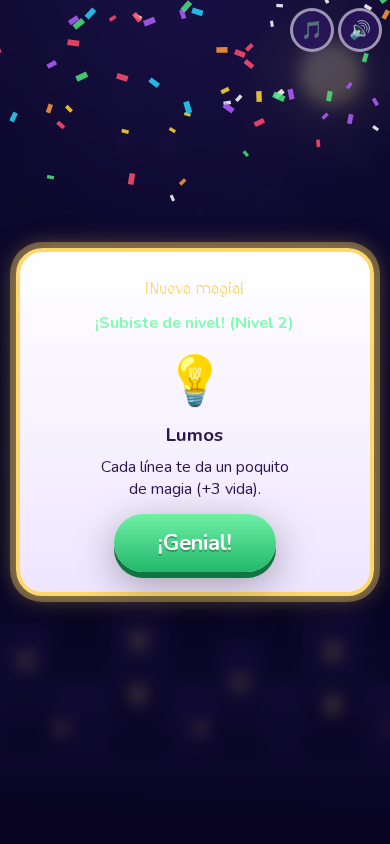 ¡Nueva magia!
¡Subiste de nivel! (Nivel 2)
Lumos
Cada línea te da un poquito
de magia (+3 vida).
¡Genial!